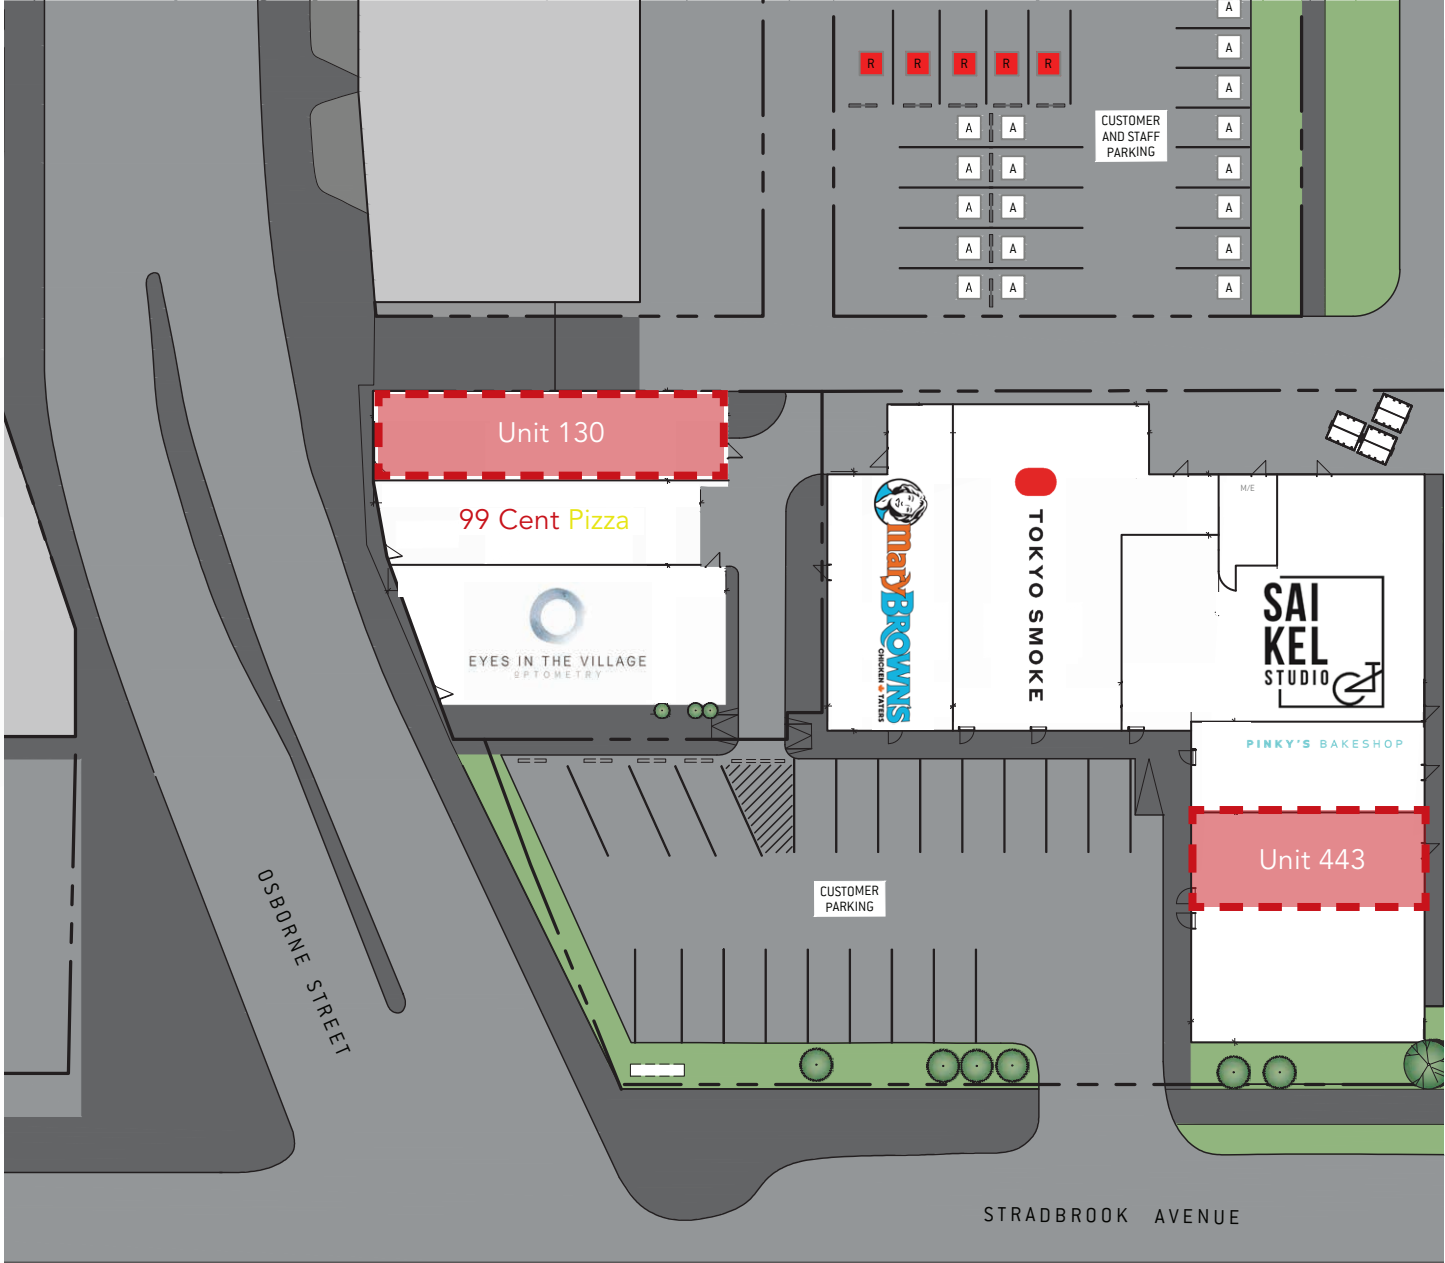 A
R R R R R
A
A
CUSTOMER
AND STAFF
PARKING
A A
A
A A
A
A A
A
A A
A
A A
A
Unit 130
99 Cent Pizza
EYES IN THE VILLAGE
OPTOMETRY
mary
BROWNS
CHICKEN TATERS
TOKYO SMOKE
M/E
SAI
KEL
STUDIO
PINKY'S BAKESHOP
Unit 443
CUSTOMER
PARKING
OSBORNE STREET
STRADBROOK AVENUE